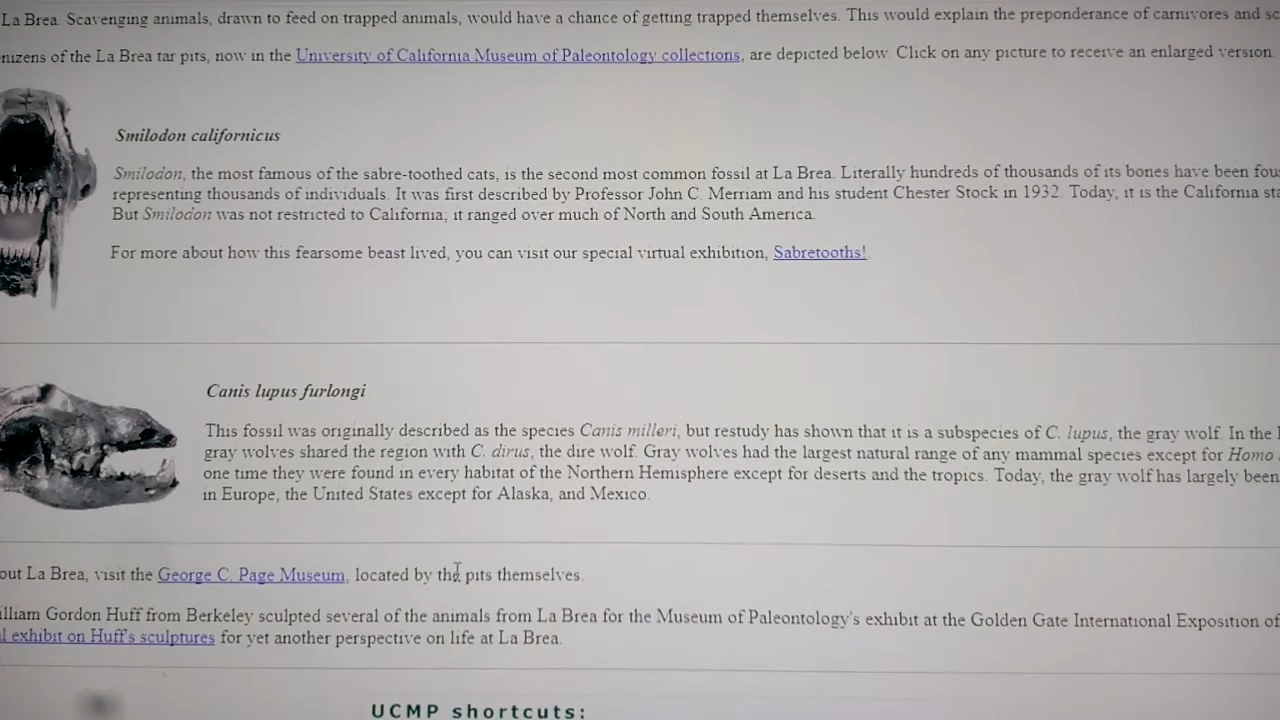 La Brea. Scavenging animals, drawn to feed on trapped animals, would have a chance of getting trapped themselves. This would explain the preponderance of carnivores and
of the La Brea tar pits, now in the University of California Museum of Paleontology collections, are depicted below. Click on any picture to receive an enlarged version.
Smilodon californicus
Smilodon, the most famous of the sabre-toothed cats, is the second most common fossil at La Brea. Literally hundreds of thousands of its bones have been
representing thousands of individuals. It was first described by Professor John C. Merriam and his student Chester Stock in 1932. Today, it is the California
But Smilodon was not restricted to California; it ranged over much of North and South America.
For more about how this fearsome beast lived, you can visit our special virtual exhibition, Sabretooths!
Canis lupus furlongi
This fossil was originally described as the species Canis milleri, but restudy has shown that it is a subspecies of C. lupus, the gray wolf. In the
gray wolves shared the region with C. dirus, the dire wolf. Gray wolves had the largest natural range of any mammal species except for Homo
one time they were found in every habitat of the Northern Hemisphere except for deserts and the tropics. Today, the gray wolf has largely been
in Europe, the United States except for Alaska, and Mexico.
La Brea, visit the George C. Page Museum, located by the pits themselves.
Gordon Huff from Berkeley sculpted several of the animals from La Brea for the Museum of Paleontology's exhibit at the Golden Gate International Exposition of
exhibit on Huff's sculptures for yet another perspective on life at La Brea.
UCMP shortcuts: